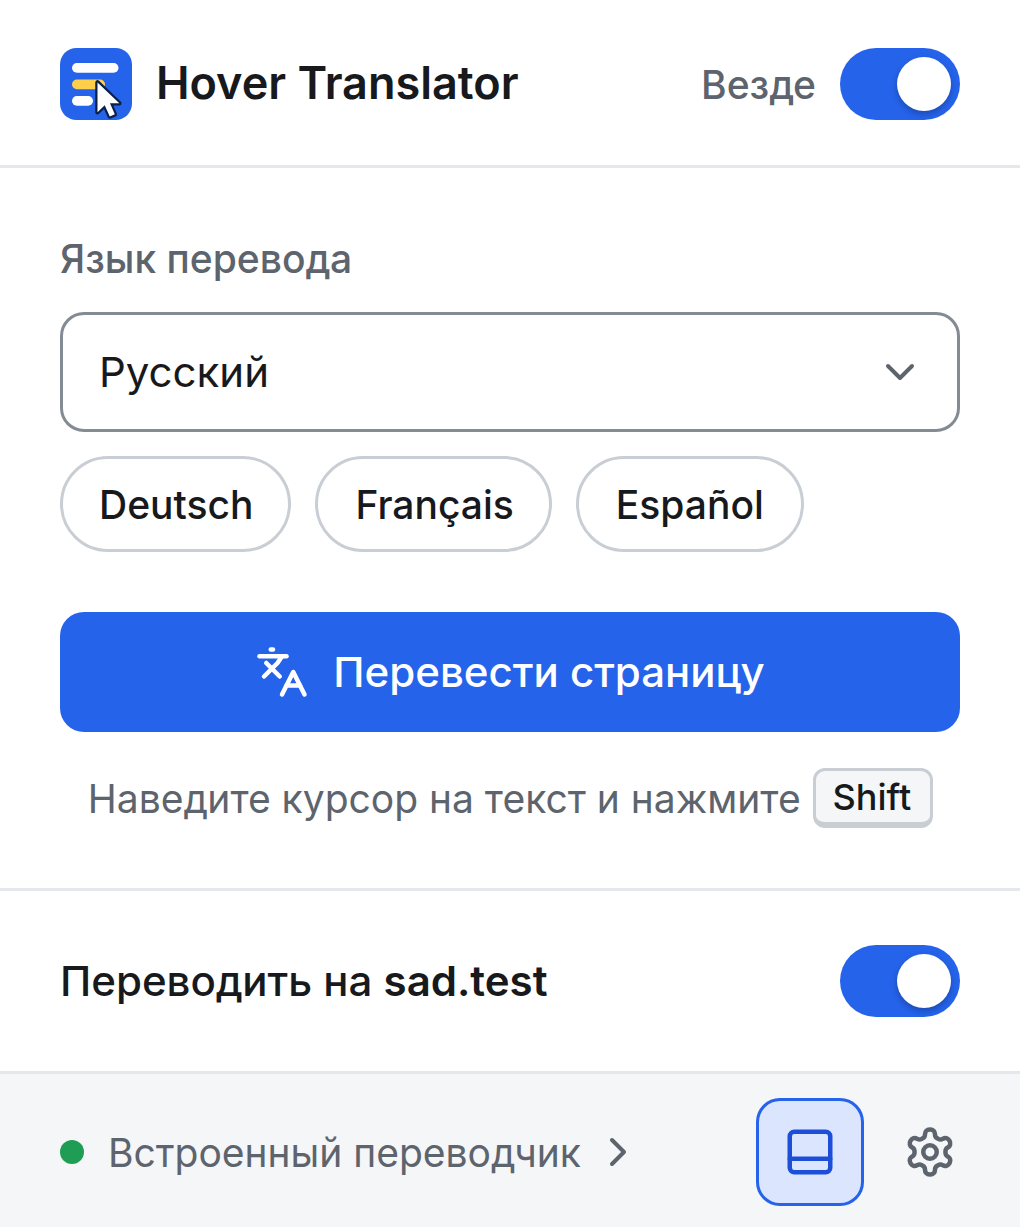 Hover Translator
Везде
Язык перевода
Русский
Deutsch
Français
Español
Перевести страницу
Наведите курсор на текст и нажмите Shift
Переводить на sad.test
Встроенный переводчик